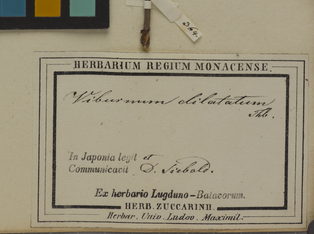 264.
HERBARIUM REGIUM MONACENSE.
Viburnum dilatatum
Thb.
In Japonia legit et
Communicavit D. Siebold.
Ex herbario Lugduno-Batavorum.
HERB. ZUCCARINII.
Herbar. Univ. Ludov. Maximil.